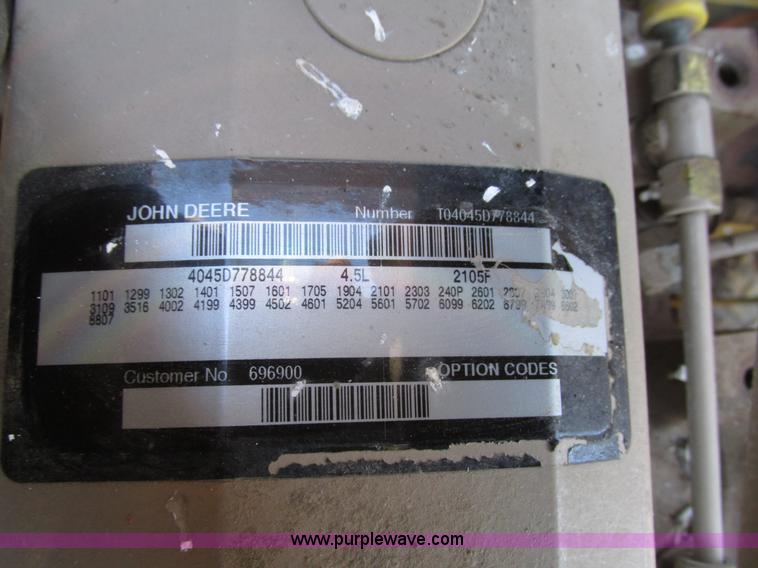 JOHN DEERE Number T04045D778844
4045D778844 4.5L 2105F
1101 1299 1302 1401 1507 1601 1705 1904 2101 2303 240P 2601
3109 3516 4002 4199 4399 4502 4601 5204 5601 5702 6099 6202
8807
Customer No. 696900 OPTION CODES
www.purplewave.com